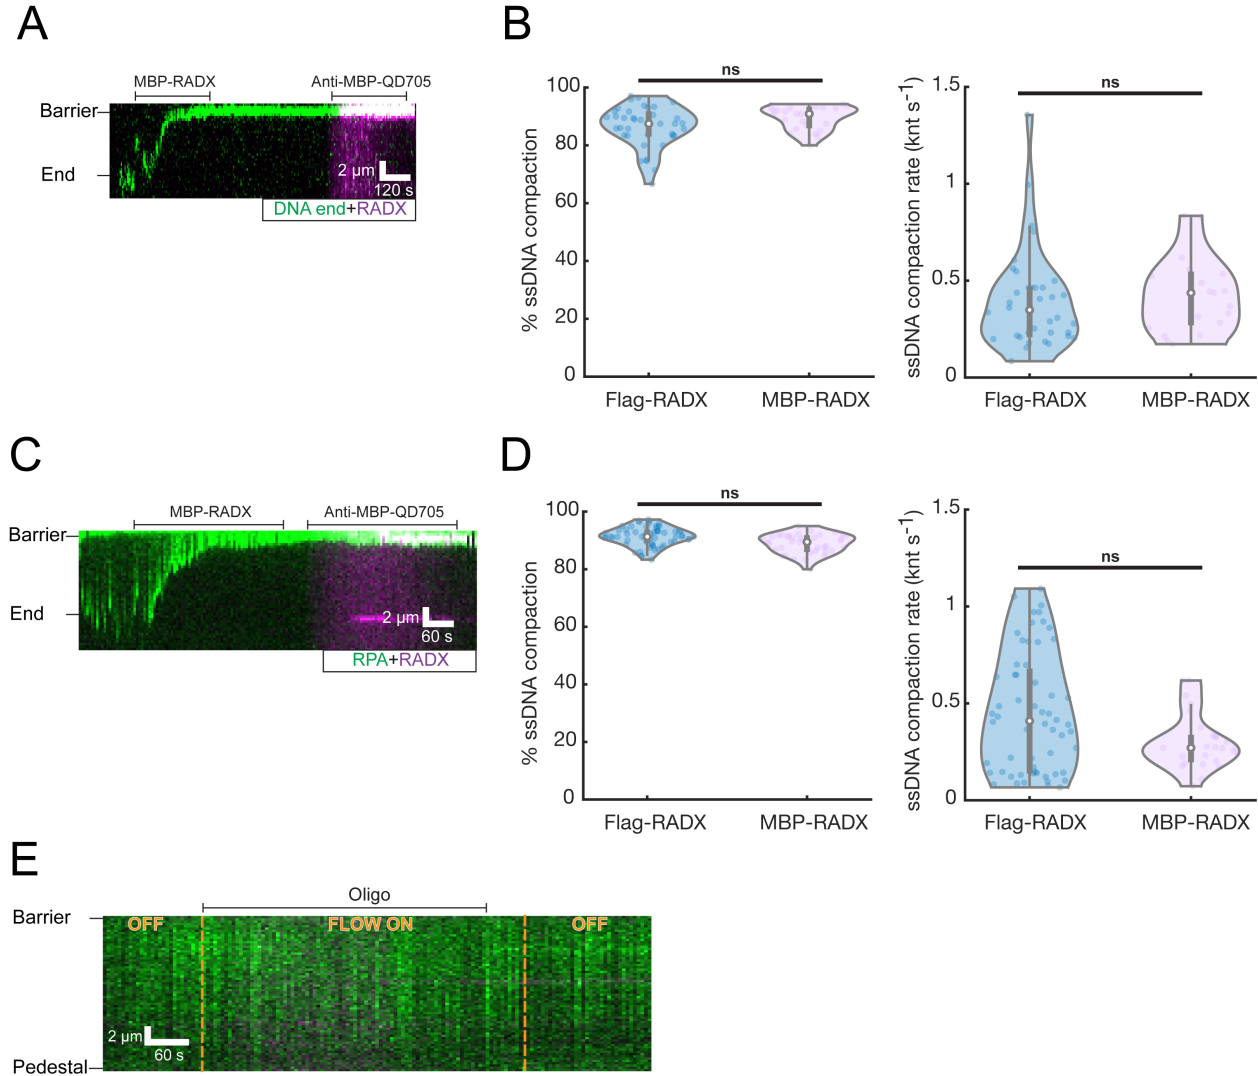 A
MBP-RADX
Anti-MBP-QD705
Barrier
End
2 µm
120 s
DNA end+RADX
B
ns
100
80
60
40
20
0
% ssDNA compaction
Flag-RADX
MBP-RADX
ns
1.5
1
0.5
0
ssDNA compaction rate (knt s-1)
Flag-RADX
MBP-RADX
C
MBP-RADX
Anti-MBP-QD705
Barrier
End
2 µm
60 s
RPA+RADX
D
ns
100
80
60
40
20
0
% ssDNA compaction
Flag-RADX
MBP-RADX
ns
1.5
1
0.5
0
ssDNA compaction rate (knt s-1)
Flag-RADX
MBP-RADX
E
Oligo
Barrier
OFF
FLOW ON
OFF
2 µm
60 s
Pedestal